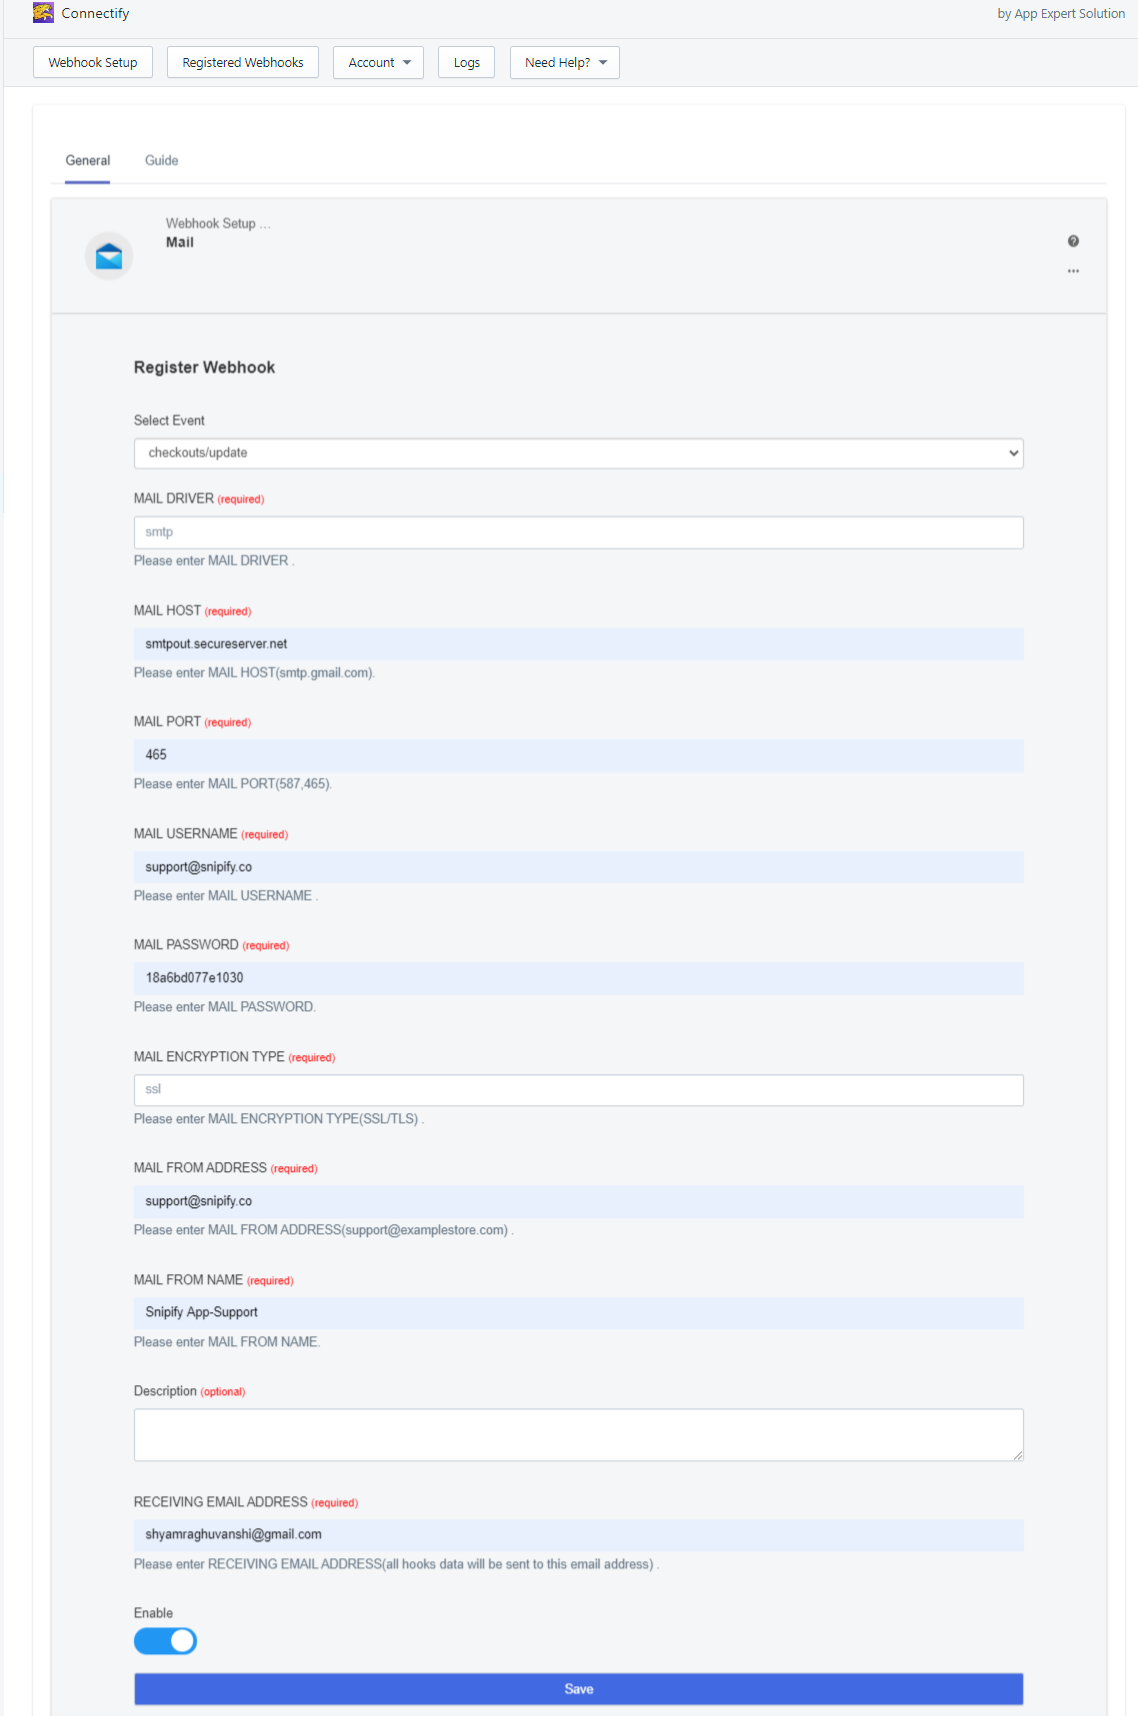 Connectify
by App Expert Solution
Webhook Setup
Registered Webhooks
Account
Logs
Need Help?
General
Guide
Webhook Setup ...
Mail
Register Webhook
Select Event
checkouts/update
MAIL DRIVER (required)
smtp
Please enter MAIL DRIVER .
MAIL HOST (required)
smtpout.secureserver.net
Please enter MAIL HOST(smtp.gmail.com).
MAIL PORT (required)
465
Please enter MAIL PORT(587,465).
MAIL USERNAME (required)
support@snipify.co
Please enter MAIL USERNAME .
MAIL PASSWORD (required)
18a6bd077e1030
Please enter MAIL PASSWORD.
MAIL ENCRYPTION TYPE (required)
ssl
Please enter MAIL ENCRYPTION TYPE(SSL/TLS) .
MAIL FROM ADDRESS (required)
support@snipify.co
Please enter MAIL FROM ADDRESS(support@examplestore.com) .
MAIL FROM NAME (required)
Snipify App-Support
Please enter MAIL FROM NAME.
Description (optional)
RECEIVING EMAIL ADDRESS (required)
shyamraghuvanshi@gmail.com
Please enter RECEIVING EMAIL ADDRESS(all hooks data will be sent to this email address) .
Enable
Save